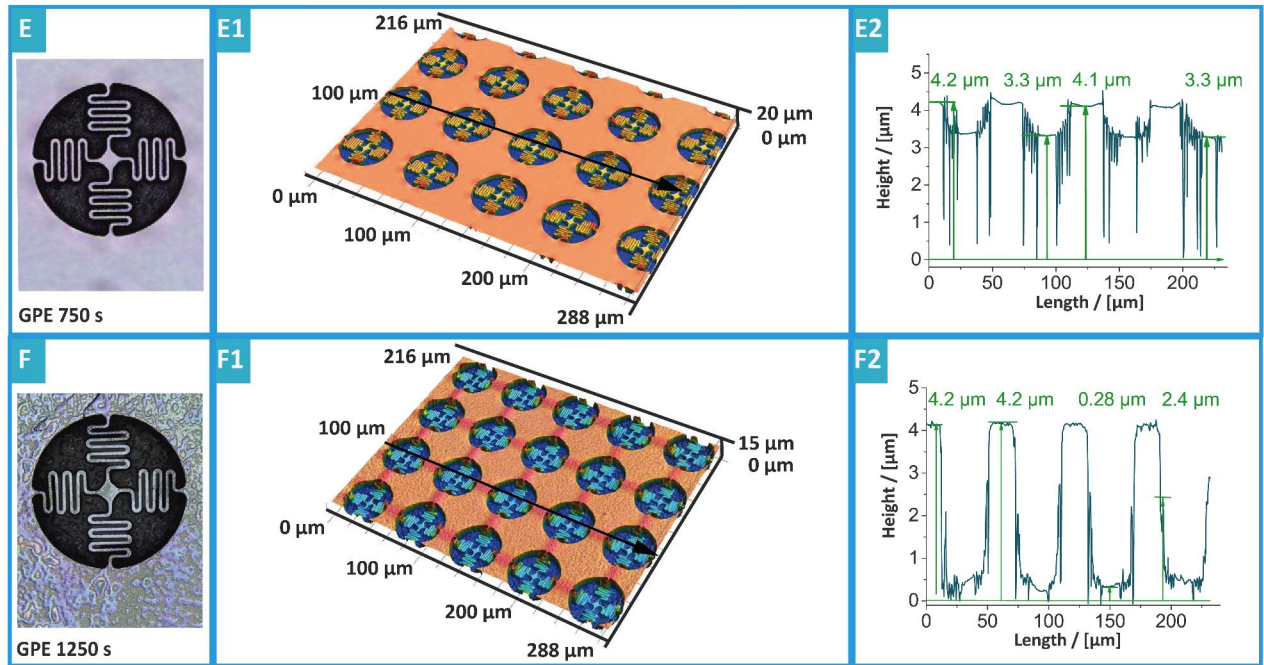 E
GPE 750 s
E1
216 µm
100 µm
0 µm
100 µm
200 µm
288 µm
20 µm
0 µm
E2
4.2 µm 3.3 µm 4.1 µm 3.3 µm
Height / [µm]
5
4
3
2
1
0
0 50 100 150 200
Length / [µm]
F
GPE 1250 s
F1
216 µm
100 µm
0 µm
100 µm
200 µm
288 µm
15 µm
0 µm
F2
4.2 µm 4.2 µm 0.28 µm 2.4 µm
Height / [µm]
5
4
3
2
1
0
0 50 100 150 200
Length / [µm]